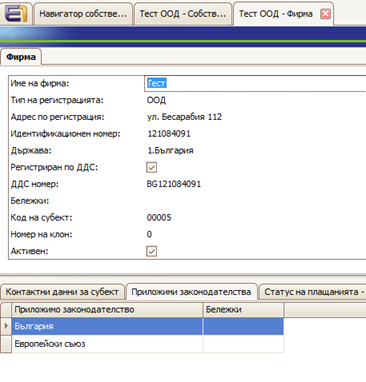 Навигатор собстве...
Тест ООД - Собств...
Тест ООД - Фирма
Фирма
Име на фирма: Тест
Тип на регистрацията: ООД
Адрес по регистрация: ул. Бесарабия 112
Идентификационен номер: 121084091
Държава: 1.България
Регистриран по ДДС:
ДДС номер: BG121084091
Бележки:
Код на субект: 00005
Номер на клон: 0
Активен:
Контактни данни за субект
Приложини законодателства
Статус на плащанията -
Приложимо законодателство Бележки
България
Европейски съюз